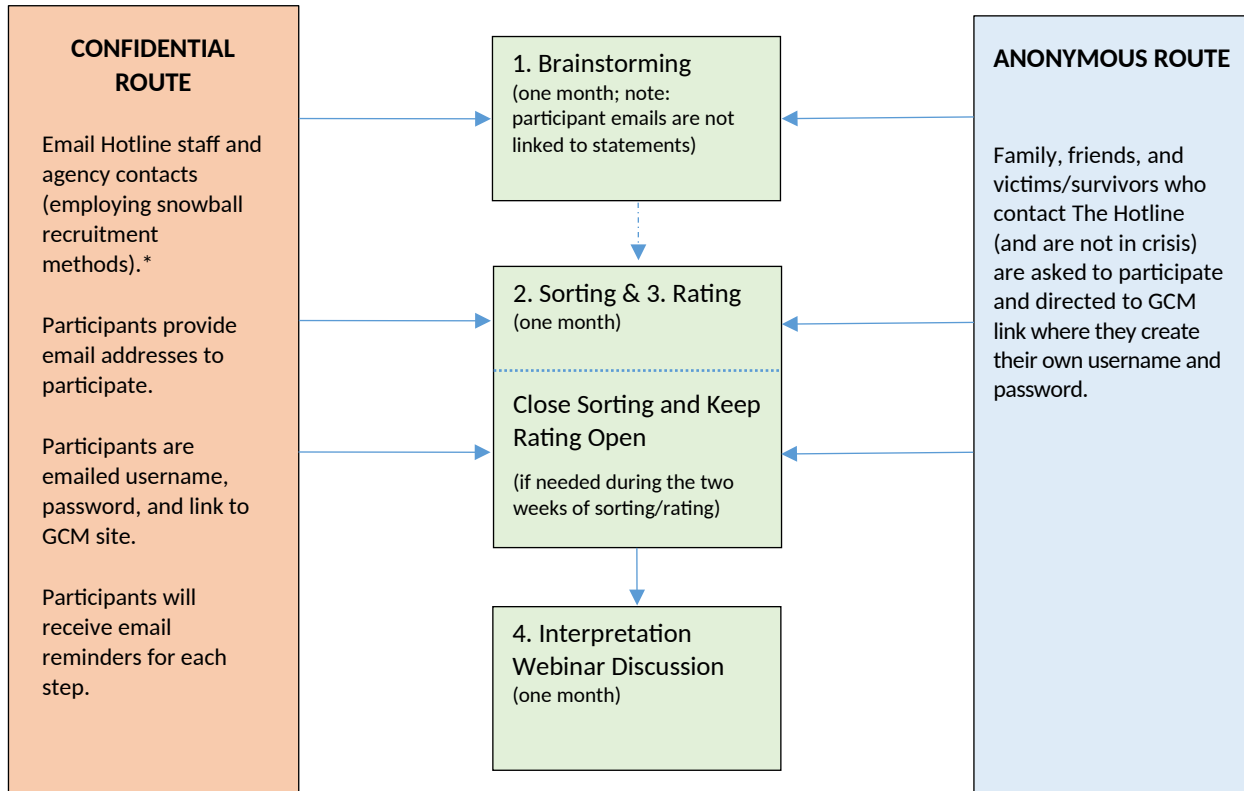 CONFIDENTIAL
ROUTE
Email Hotline staff and
agency contacts
(employing snowball
recruitment
methods).*
Participants provide
email addresses to
participate.
Participants are
emailed username,
password, and link to
GCM site.
Participants will
receive email
reminders for each
step.
1. Brainstorming
(one month; note:
participant emails are not
linked to statements)
2. Sorting & 3. Rating
(one month)
Close Sorting and Keep
Rating Open
(if needed during the two
weeks of sorting/rating)
4. Interpretation
Webinar Discussion
(one month)
ANONYMOUS ROUTE
Family, friends, and
victims/survivors who
contact The Hotline
(and are not in crisis)
are asked to participate
and directed to GCM
link where they create
their own username and
password.